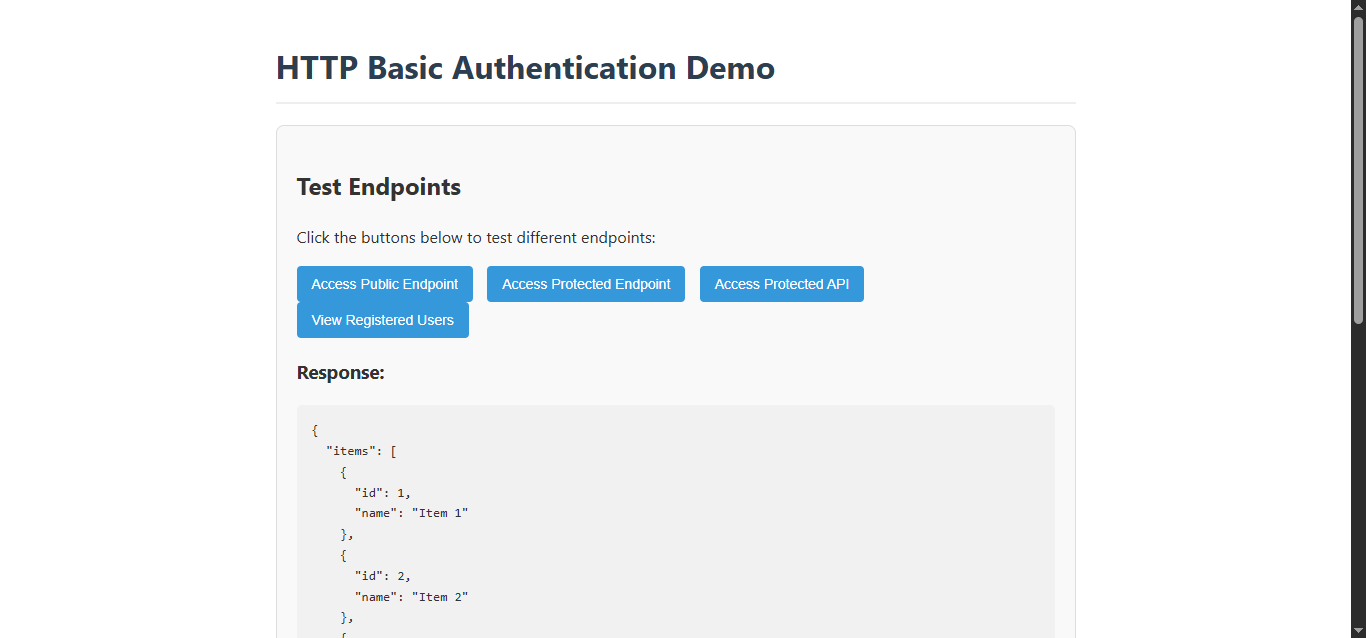 HTTP Basic Authentication Demo
Test Endpoints
Click the buttons below to test different endpoints:
Access Public Endpoint Access Protected Endpoint Access Protected API
View Registered Users
Response:
{
  "items": [
    {
      "id": 1,
      "name": "Item 1"
    },
    {
      "id": 2,
      "name": "Item 2"
    },
    {